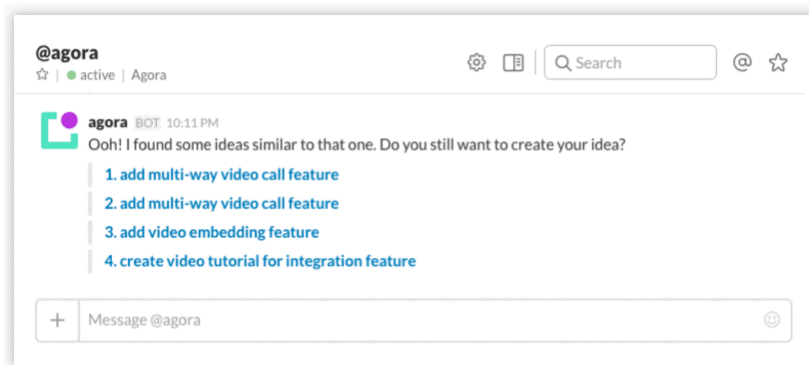 @agora
active | Agora
Search
agora BOT 10:11 PM
Ooh! I found some ideas similar to that one. Do you still want to create your idea?
1. add multi-way video call feature
2. add multi-way video call feature
3. add video embedding feature
4. create video tutorial for integration feature
Message @agora